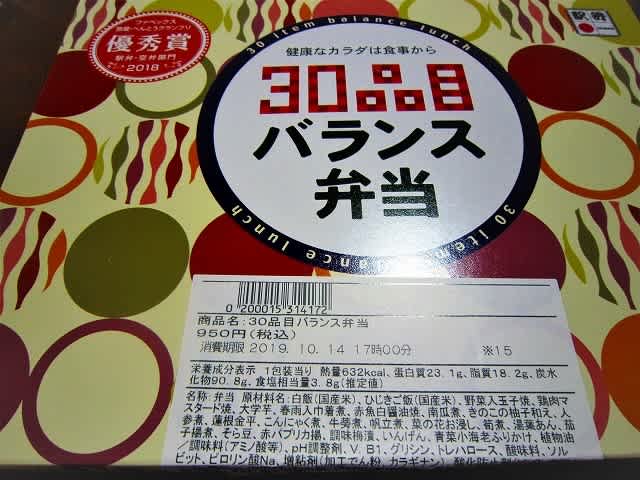 ファベックス
惣菜・べんとうグランプリ
優秀賞
駅弁・空弁部門
2018
30 item balance lunch
駅弁
健康なカラダは食事から
30品目
バランス
弁当
30 item balance lunch
0 200015 314172
商品名:30品目バランス弁当
950円(税込)
消費期限 2019. 10. 14 17時00分 ※15
栄養成分表示 1包装当り 熱量632kcal、蛋白質23.1g、脂質18.2g、炭水
化物90.8g、食塩相当量3.8g(推定値)
名称:弁当 原材料名:白飯(国産米)、ひじきご飯(国産米)、野菜入玉子焼、鶏肉マ
スタード焼、大学芋、春雨入巾着煮、赤魚白醤油焼、南瓜煮、きのこの柚子和え、人
参煮、蓮根金平、こんにゃく煮、牛蒡煮、帆立煮、菜の花お浸し、筍煮、湯葉あん、茄
子揚煮、そら豆、赤パプリカ揚、調味梅漬、いんげん、青菜小海老ふりかけ、植物油
/調味料(アミノ酸等)、pH調整剤、V.B1、グリシン、トレハロース、酸味料、ソル
ビット、ピロリン酸Na、増粘剤(加工でん粉、カラギナン)、酸化防止剤